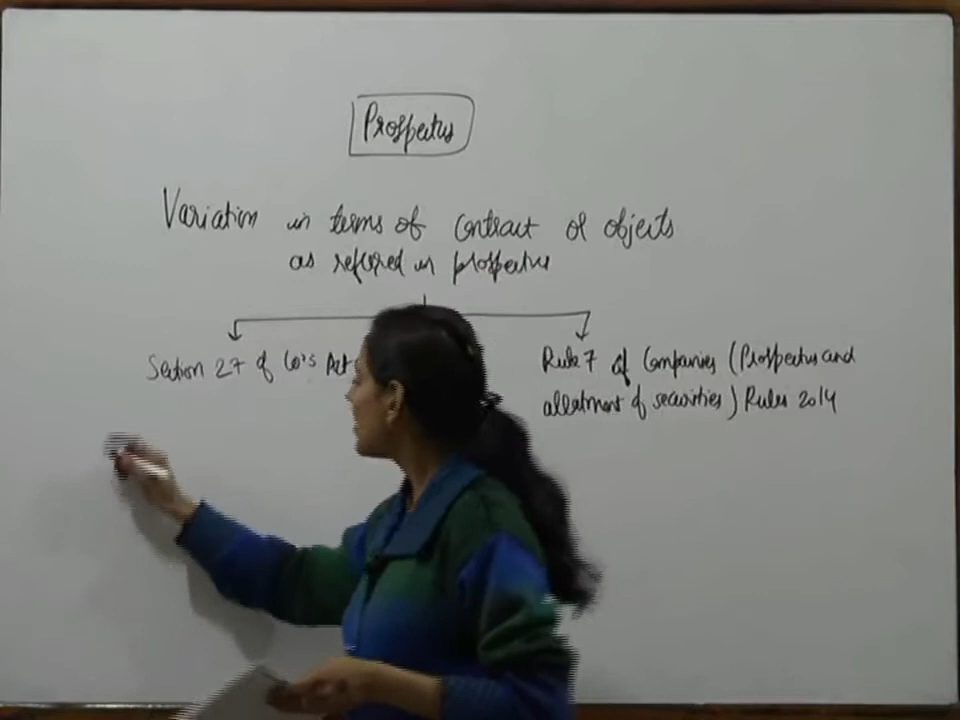 Prospectus
Variation in terms of contract or objects
as refered in prospectus
Section 27 of Co's Act
Rule 7 of Companies (Prospectus and
allotment of securities) Rules 2014